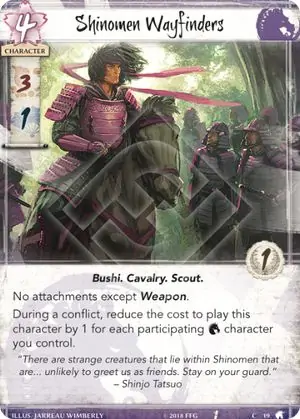 Shinomen Wayfinders
4
CHARACTER
3
1
1
Bushi. Cavalry. Scout.
No attachments except Weapon.
During a conflict, reduce the cost to play this
character by 1 for each participating character
you control.
"There are strange creatures that lie within Shinomen that
are... unlikely to greet us as friends. Stay on your guard."
– Shinjo Tatsuo
ILLUS. JARREAU WIMBERLY © 2018 FFG C 19